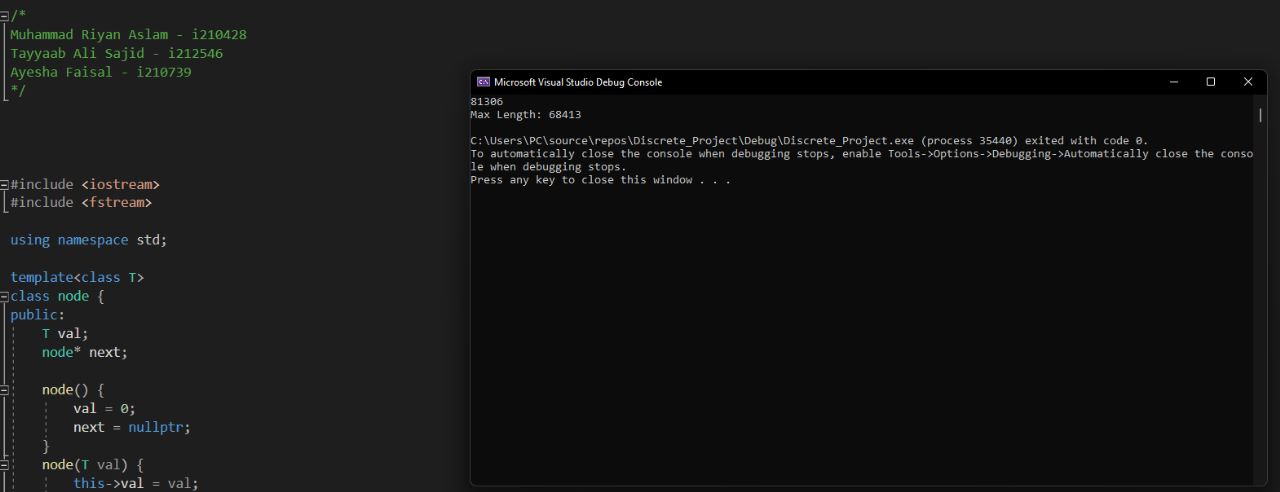 /*
Muhammad Riyan Aslam - i210428
Tayyaab Ali Sajid - i212546
Ayesha Faisal - i210739
*/
#include <iostream>
#include <fstream>
using namespace std;
template<class T>
class node {
public:
    T val;
    node* next;
    node() {
        val = 0;
        next = nullptr;
    }
    node(T val) {
        this->val = val;
Microsoft Visual Studio Debug Console
81306
Max Length: 68413
C:\Users\PC\source\repos\Discrete_Project\Debug\Discrete_Project.exe (process 35440) exited with code 0.
To automatically close the console when debugging stops, enable Tools->Options->Debugging->Automatically close the conso
le when debugging stops.
Press any key to close this window . . .